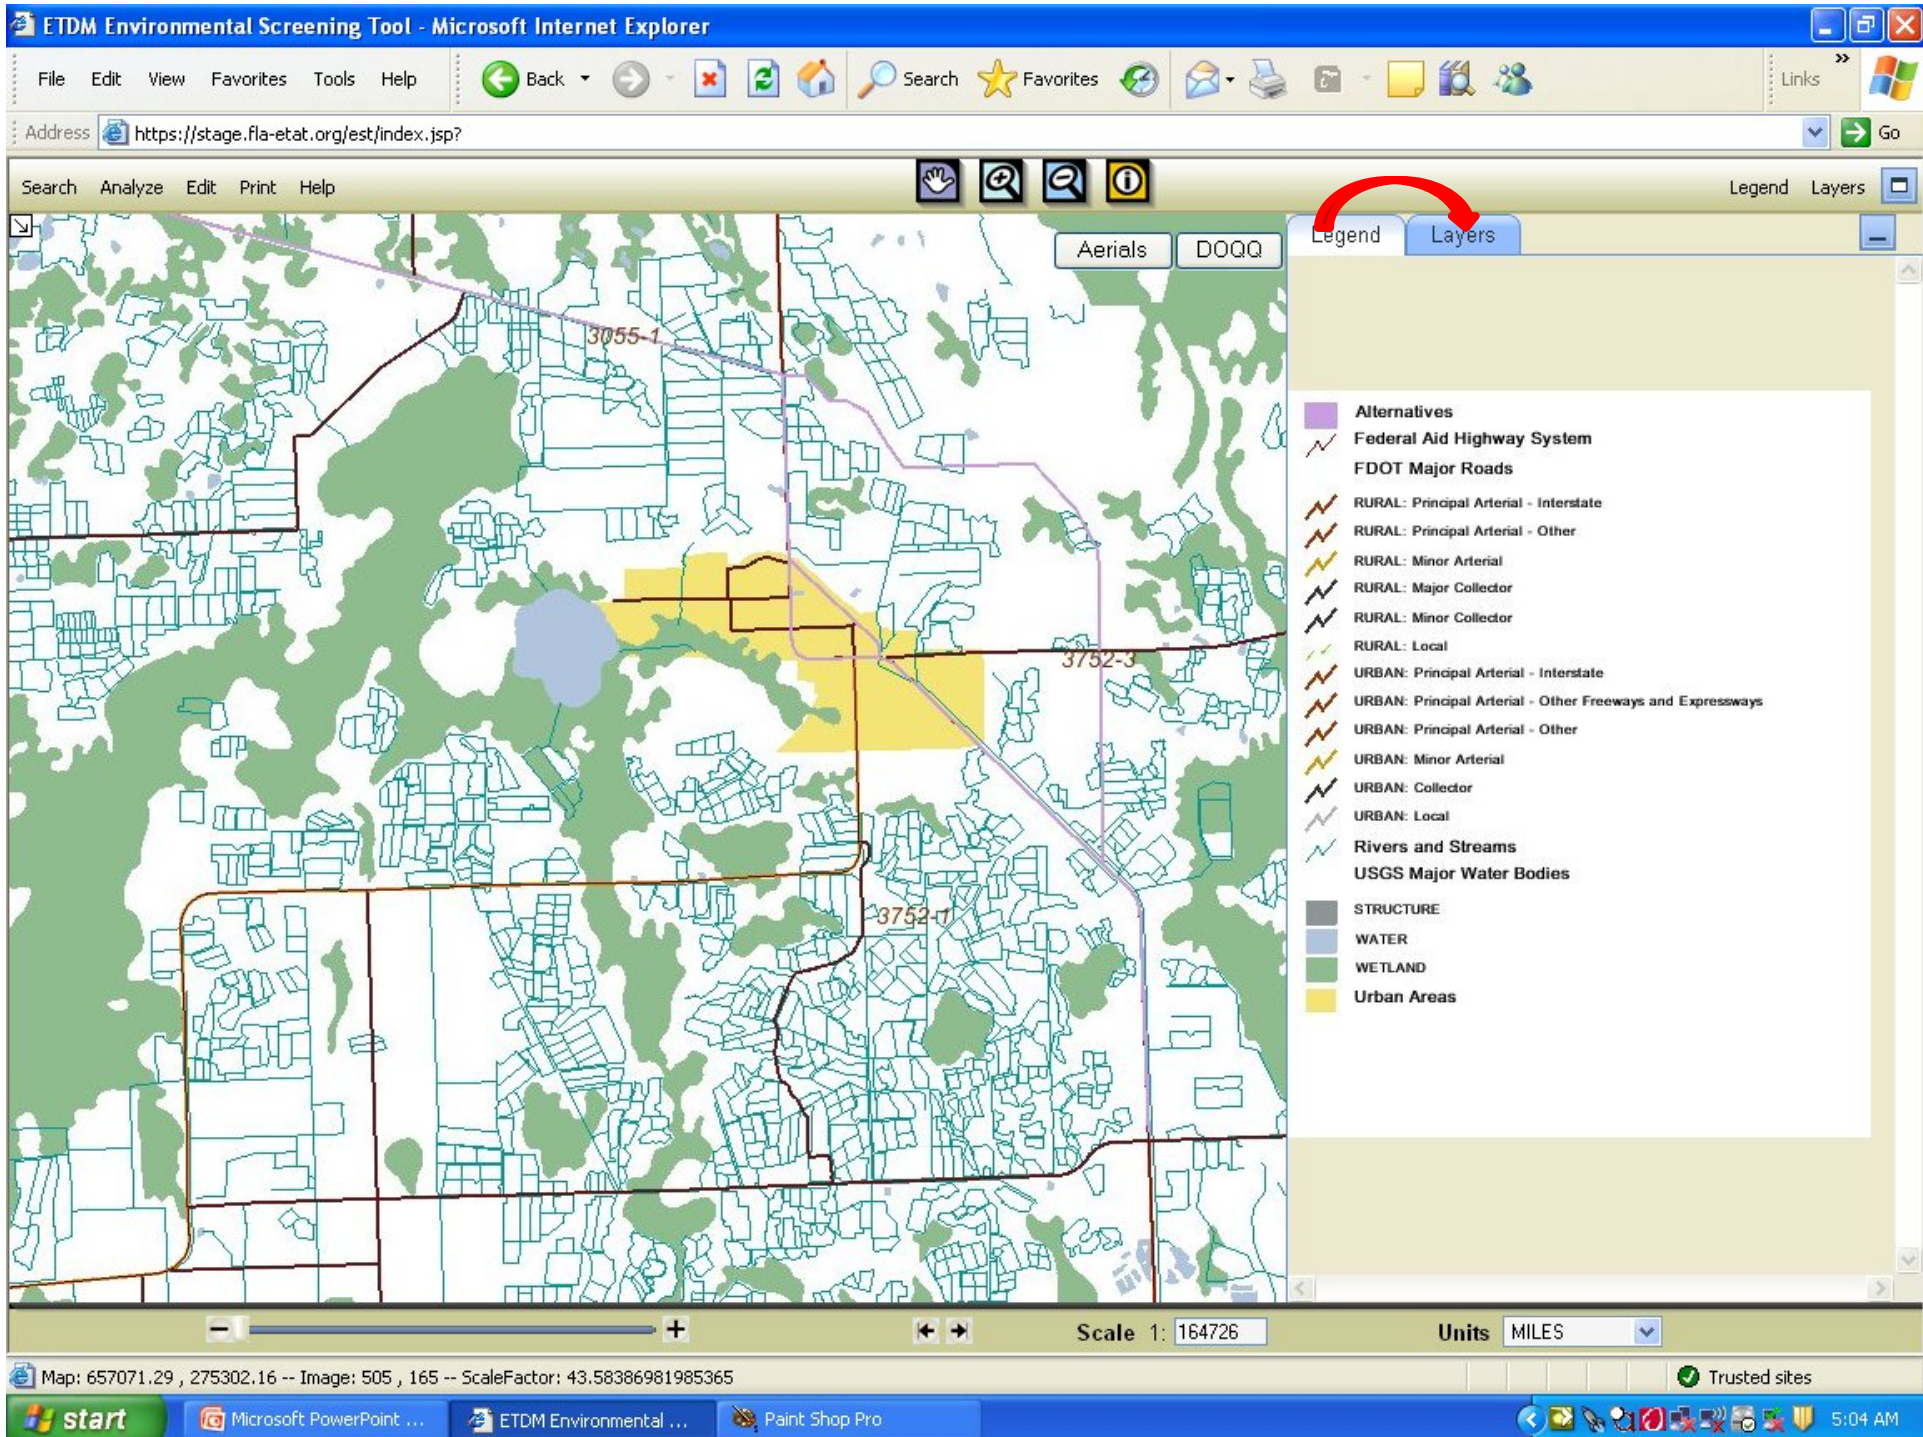 ETDM Environmental Screening Tool - Microsoft Internet Explorer
File Edit View Favorites Tools Help Back Search Favorites Links
Address https://stage.fla-etat.org/est/index.jsp? Go
Search Analyze Edit Print Help Legend Layers
Aerials DOQQ Legend Layers
3055-1
3752-3
3752-1
Alternatives
Federal Aid Highway System
FDOT Major Roads
RURAL: Principal Arterial - Interstate
RURAL: Principal Arterial - Other
RURAL: Minor Arterial
RURAL: Major Collector
RURAL: Minor Collector
RURAL: Local
URBAN: Principal Arterial - Interstate
URBAN: Principal Arterial - Other Freeways and Expressways
URBAN: Principal Arterial - Other
URBAN: Minor Arterial
URBAN: Collector
URBAN: Local
Rivers and Streams
USGS Major Water Bodies
STRUCTURE
WATER
WETLAND
Urban Areas
Scale 1: 164726 Units MILES
Map: 657071.29 , 275302.16 -- Image: 505 , 165 -- ScaleFactor: 43.58386981985365 Trusted sites
start Microsoft PowerPoint ... ETDM Environmental ... Paint Shop Pro 5:04 AM